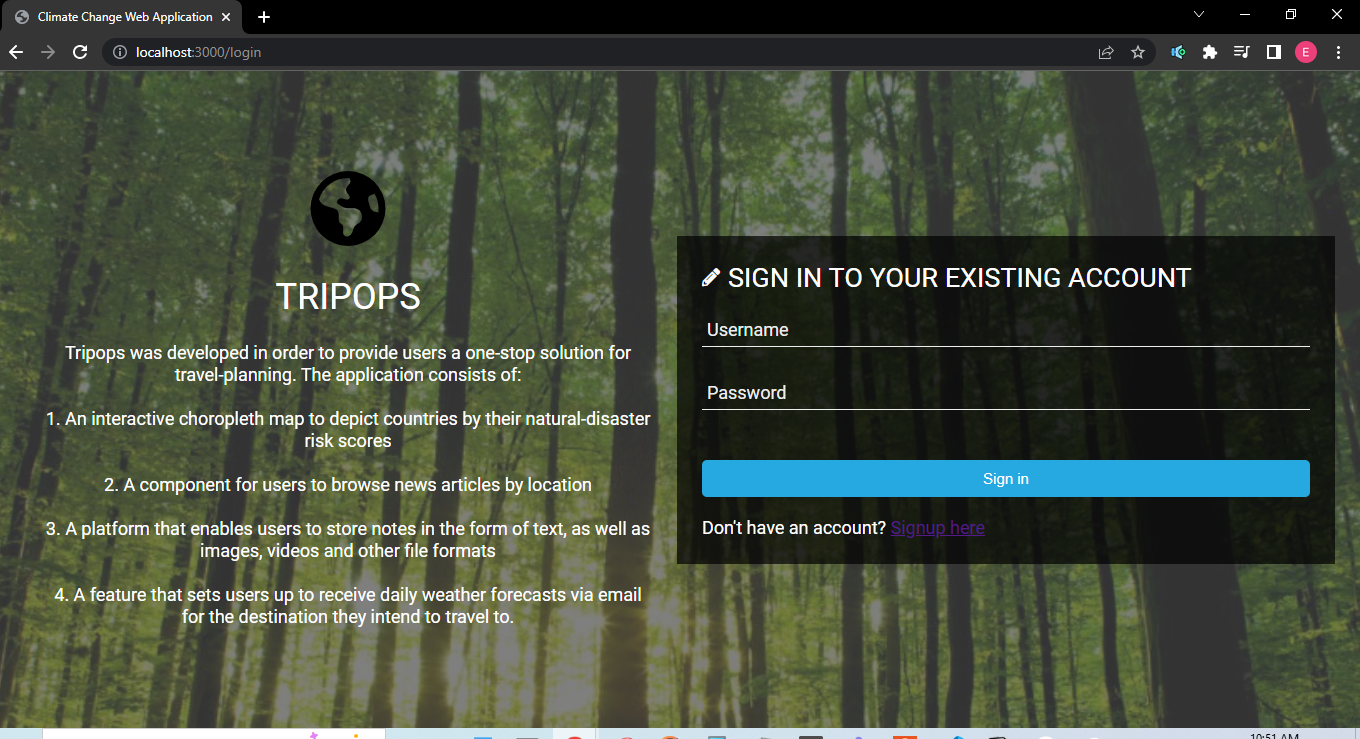 Climate Change Web Application
localhost:3000/login
E
TRIPOPS
Tripops was developed in order to provide users a one-stop solution for
travel-planning. The application consists of:
1. An interactive choropleth map to depict countries by their natural-disaster
risk scores
2. A component for users to browse news articles by location
3. A platform that enables users to store notes in the form of text, as well as
images, videos and other file formats
4. A feature that sets users up to receive daily weather forecasts via email
for the destination they intend to travel to.
SIGN IN TO YOUR EXISTING ACCOUNT
Username
Password
Sign in
Don't have an account? Signup here
10:51 AM